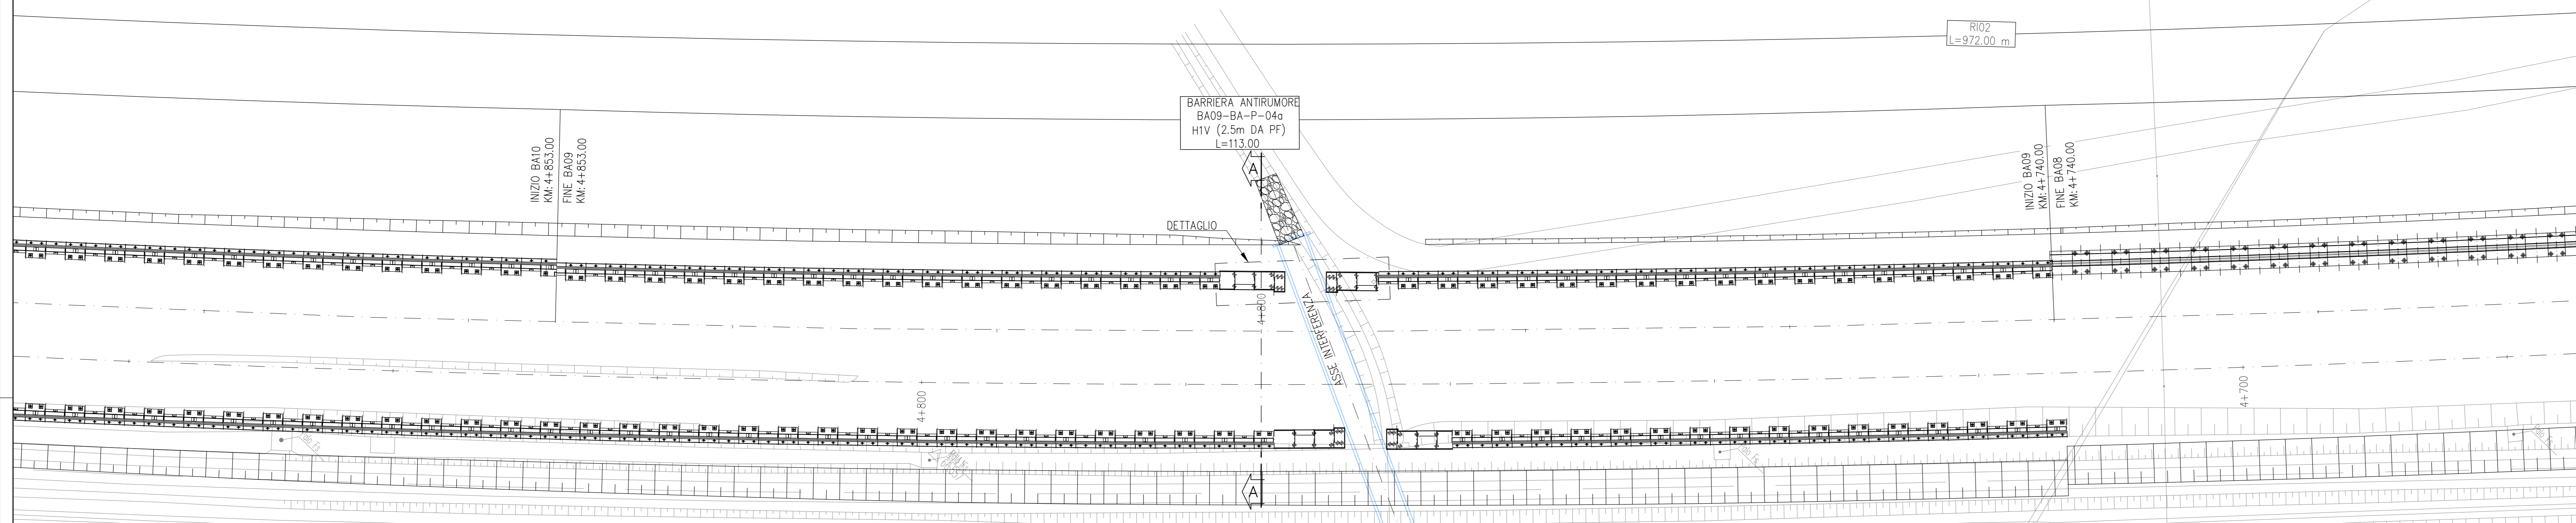 RI02
L=972.00 m
BARRIERA ANTIRUMORE
BA09-BA-P-04a
H1V (2.5m DA PF)
L=113.00
INIZIO BA10
KM:4+853.00
FINE BA09
KM:4+853.00
A
DETTAGLIO
INIZIO BA09
KM:4+740.00
FINE BA08
KM:4+740.00
4+800
ASSE INTERFERENZA
4+800
4+700
A